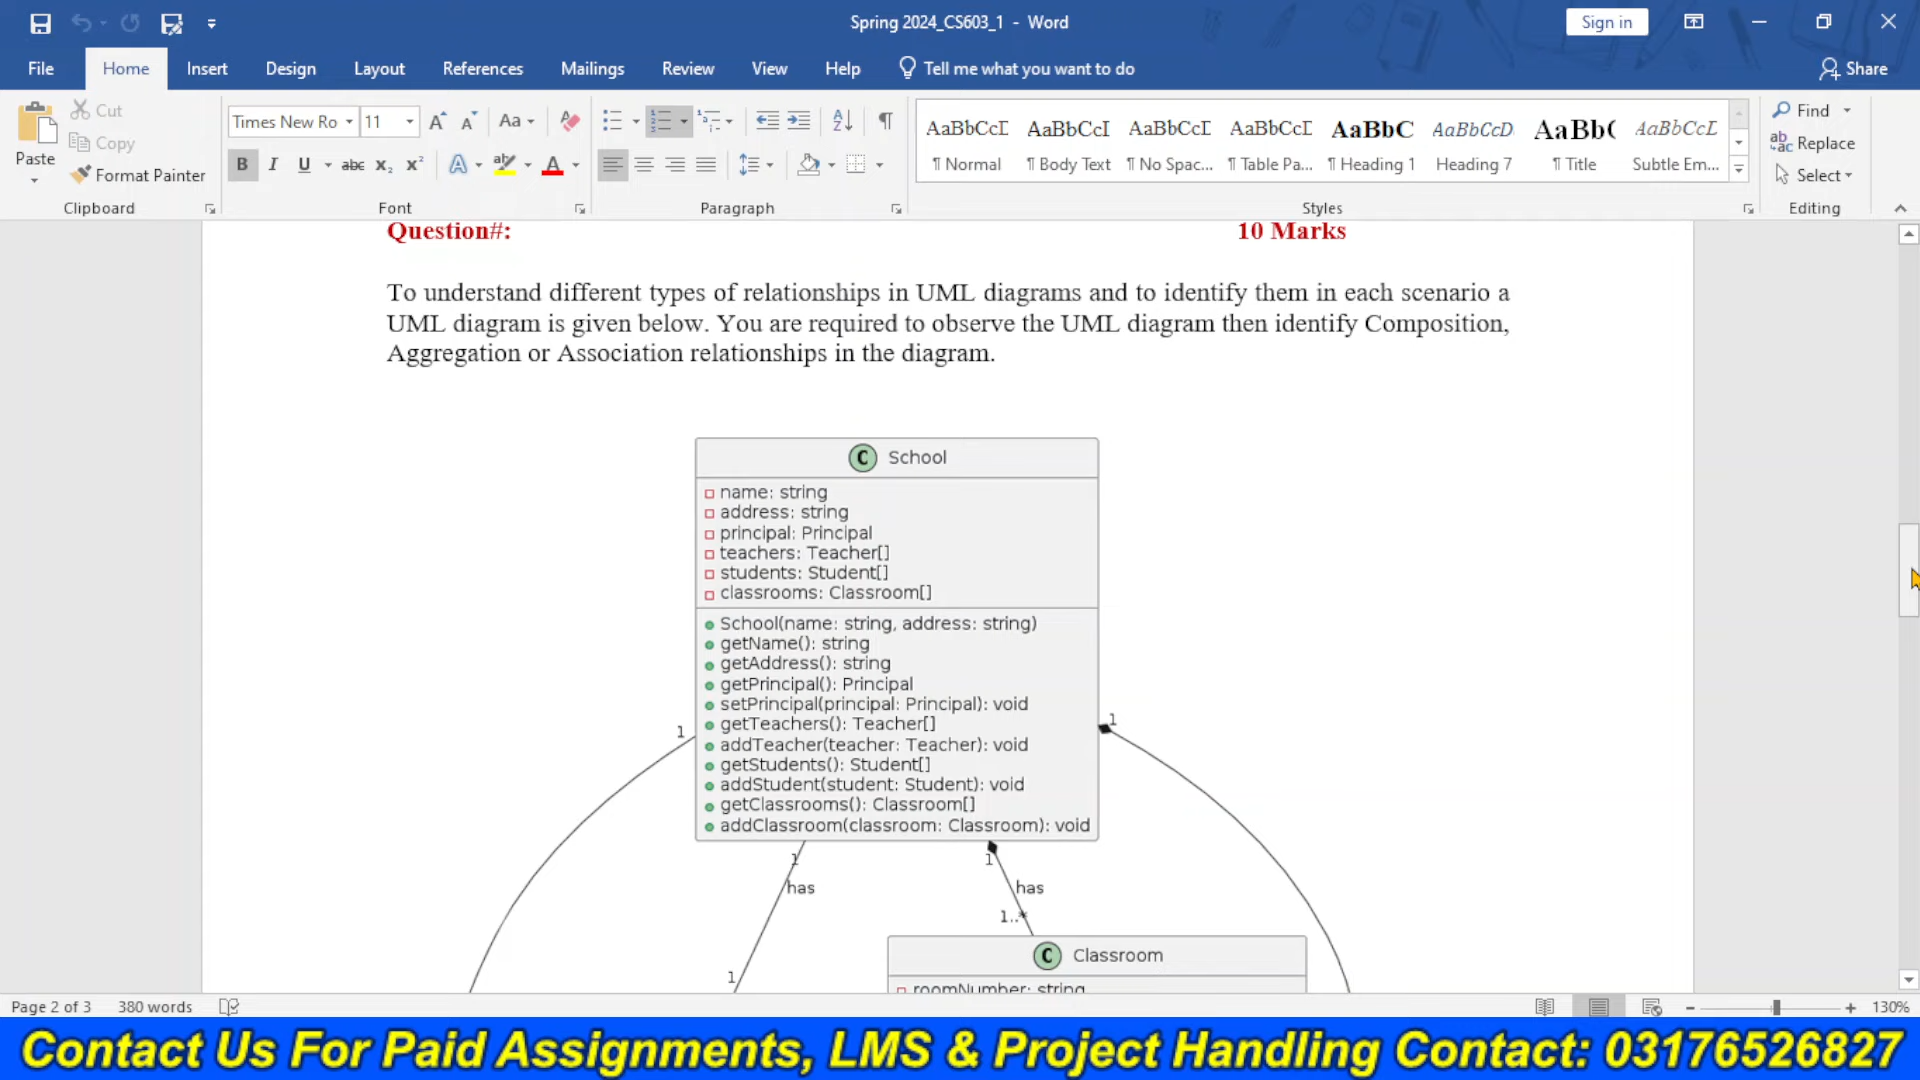 Spring 2024_CS603_1 - Word
Sign in
File Home Insert Design Layout References Mailings Review View Help Tell me what you want to do Share
Paste
Cut
Copy
Format Painter
Clipboard
Times New Ro 11
Aa
B I U abc x₂ x²
Font
Paragraph
AaBbCcD AaBbCcI AaBbCcI AaBbCcI AaBbC AaBbCcD AaBb( AaBbCcL
¶ Normal ¶ Body Text ¶ No Spac... ¶ Table Pa... ¶ Heading 1 Heading 7 ¶ Title Subtle Em...
Styles
Find
Replace
Select
Editing
Question#: 10 Marks
To understand different types of relationships in UML diagrams and to identify them in each scenario a
UML diagram is given below. You are required to observe the UML diagram then identify Composition,
Aggregation or Association relationships in the diagram.
C School
name: string
address: string
principal: Principal
teachers: Teacher[]
students: Student[]
classrooms: Classroom[]
School(name: string, address: string)
getName(): string
getAddress(): string
getPrincipal(): Principal
setPrincipal(principal: Principal): void
getTeachers(): Teacher[]
addTeacher(teacher: Teacher): void
getStudents(): Student[]
addStudent(student: Student): void
getClassrooms(): Classroom[]
addClassroom(classroom: Classroom): void
1
1
1
has
1
1
has
1..*
C Classroom
roomNumber: string
Page 2 of 3 380 words 130%
Contact Us For Paid Assignments, LMS & Project Handling Contact: 03176526827